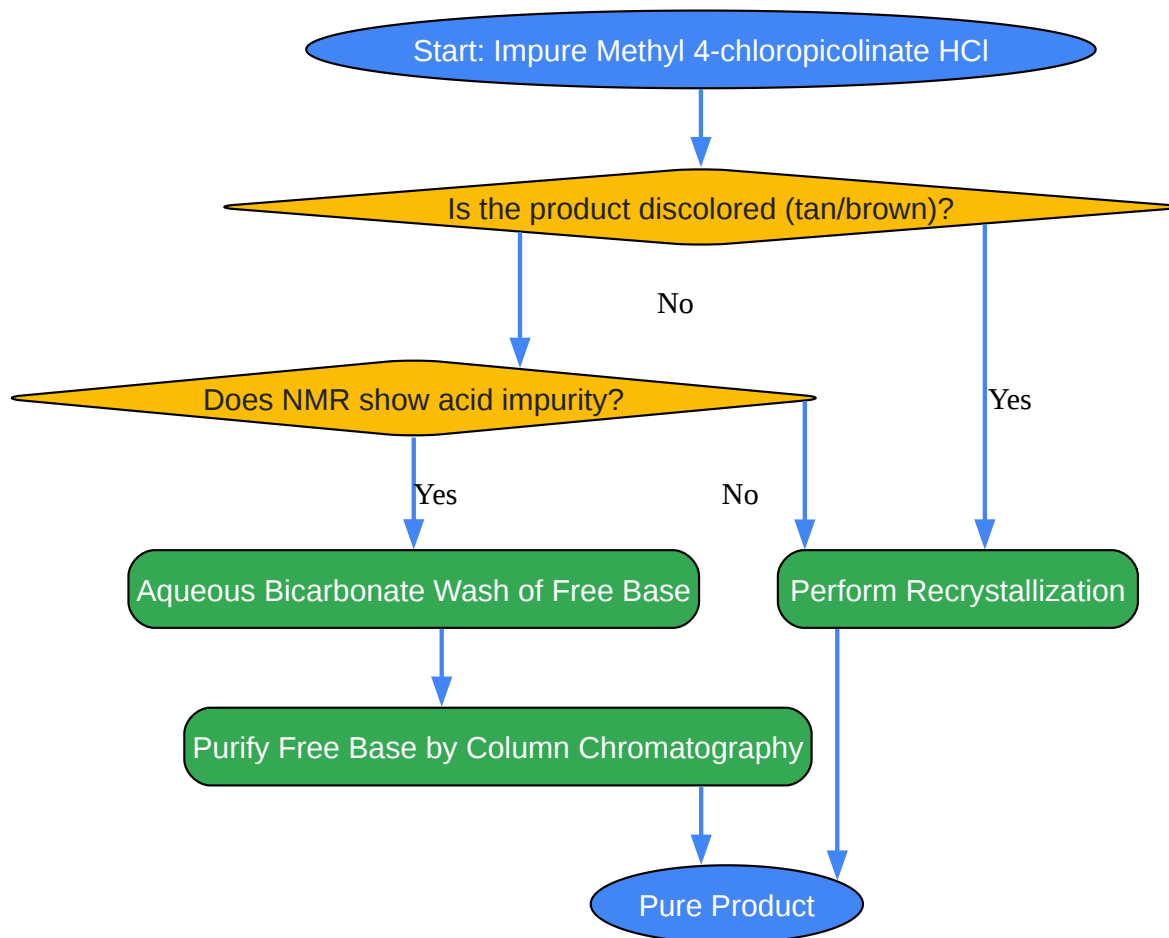 Start: Impure Methyl 4-chloropicolinate HCl
Is the product discolored (tan/brown)?
No
Does NMR show acid impurity?
Yes
Yes
No
Aqueous Bicarbonate Wash of Free Base
Perform Recrystallization
Purify Free Base by Column Chromatography
Pure Product